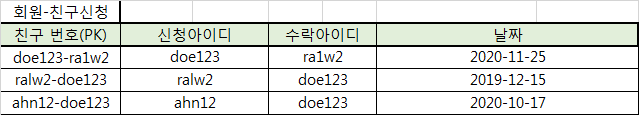 회원-친구신청
친구 번호(PK) 신청아이디 수락아이디 날짜
doe123-ra1w2 doe123 ra1w2 2020-11-25
ralw2-doe123 ralw2 doe123 2019-12-15
ahn12-doe123 ahn12 doe123 2020-10-17